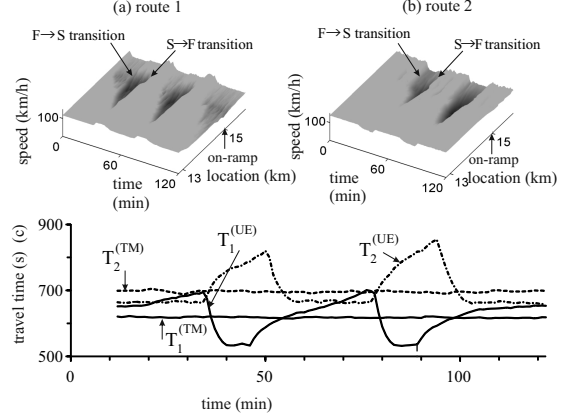 (a) route 1
(b) route 2
F→S transition
S→F transition
F→S transition
S→F transition
speed (km/h)
100
0
60
120
time
(min)
13
15
on-ramp
location (km)
speed (km/h)
100
0
60
120
time
(min)
13
15
on-ramp
location (km)
travel time (s) (c)
900
700
500
T₂(TM)
T₁(UE)
T₂(UE)
T₁(TM)
0
50
100
time (min)